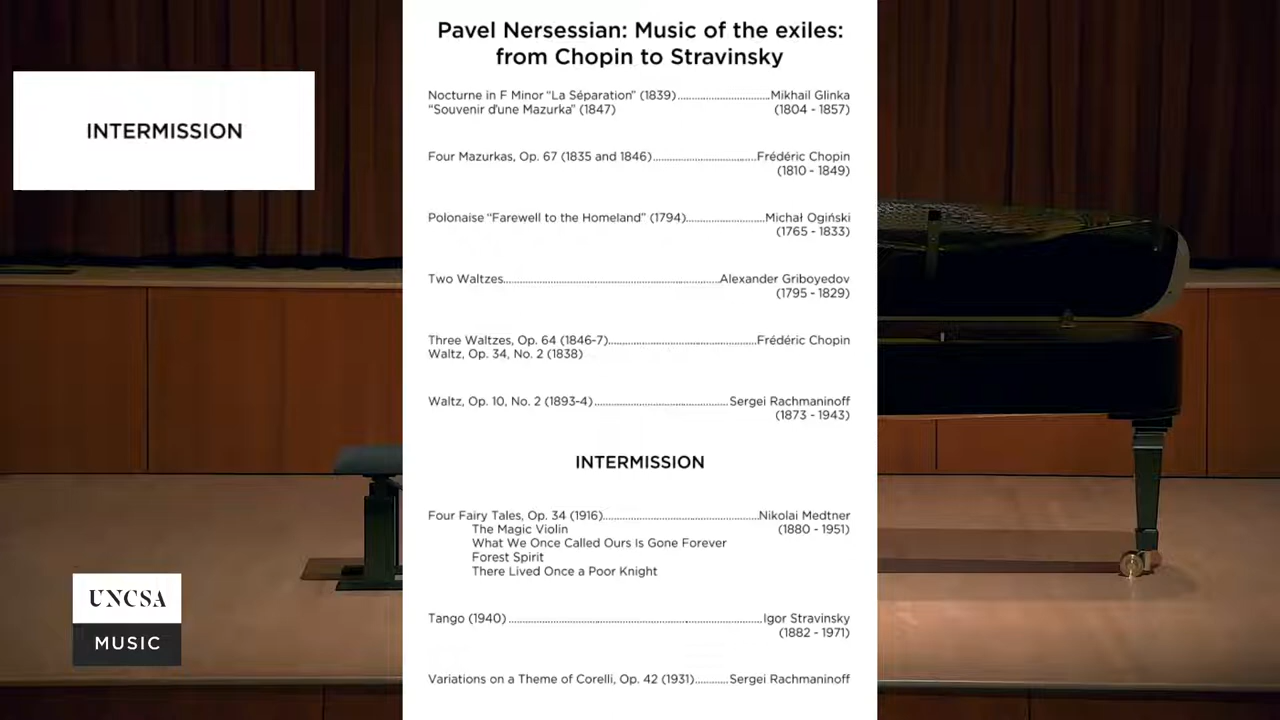 INTERMISSION
UNCSA
MUSIC
Pavel Nersessian: Music of the exiles:
from Chopin to Stravinsky
Nocturne in F Minor “La Séparation” (1839)..............................Mikhail Glinka
“Souvenir d'une Mazurka” (1847) (1804 - 1857)
Four Mazurkas, Op. 67 (1835 and 1846)..................................Frédéric Chopin
(1810 - 1849)
Polonaise “Farewell to the Homeland” (1794)..........................Michał Ogiński
(1765 - 1833)
Two Waltzes.......................................................................Alexander Griboyedov
(1795 - 1829)
Three Waltzes, Op. 64 (1846-7)................................................Frédéric Chopin
Waltz, Op. 34, No. 2 (1838)
Waltz, Op. 10, No. 2 (1893-4)............................................Sergei Rachmaninoff
(1873 - 1943)
INTERMISSION
Four Fairy Tales, Op. 34 (1916)...................................................Nikolai Medtner
The Magic Violin (1880 - 1951)
What We Once Called Ours Is Gone Forever
Forest Spirit
There Lived Once a Poor Knight
Tango (1940) ..................................................................................Igor Stravinsky
(1882 - 1971)
Variations on a Theme of Corelli, Op. 42 (1931)...........Sergei Rachmaninoff